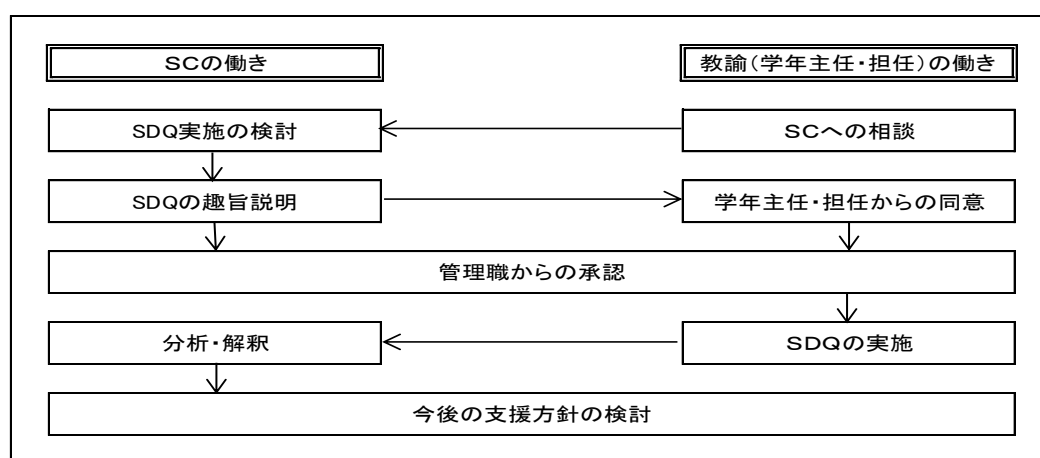 SCの働き
教諭(学年主任・担任)の働き
SDQ実施の検討
SCへの相談
SDQの趣旨説明
学年主任・担任からの同意
管理職からの承認
分析・解釈
SDQの実施
今後の支援方針の検討